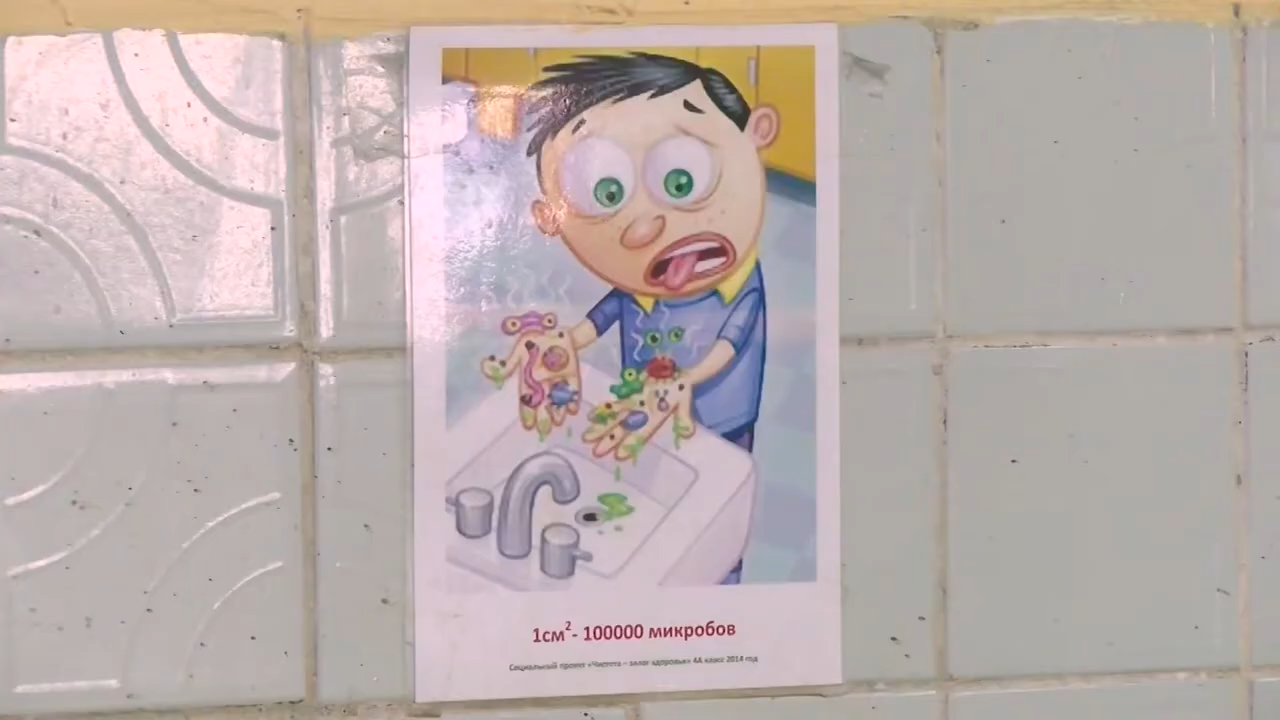 1см²- 100000 микробов
Социальный проект «Чистота – залог здоровья» 4А класс 2014 год